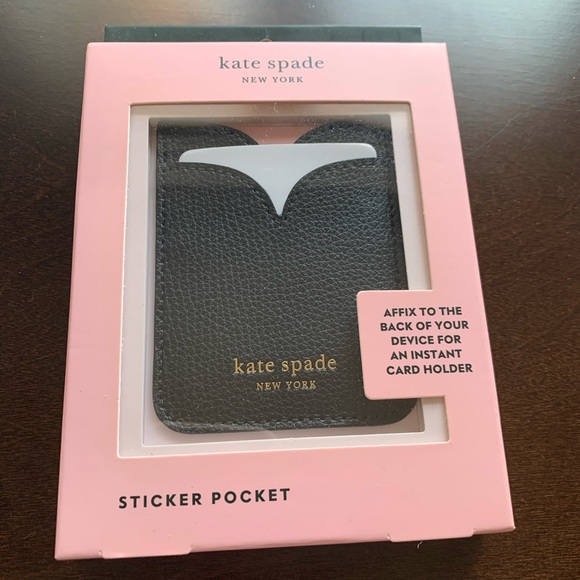 kate spade
NEW YORK
kate spade
NEW YORK
AFFIX TO THE
BACK OF YOUR
DEVICE FOR
AN INSTANT
CARD HOLDER
STICKER POCKET